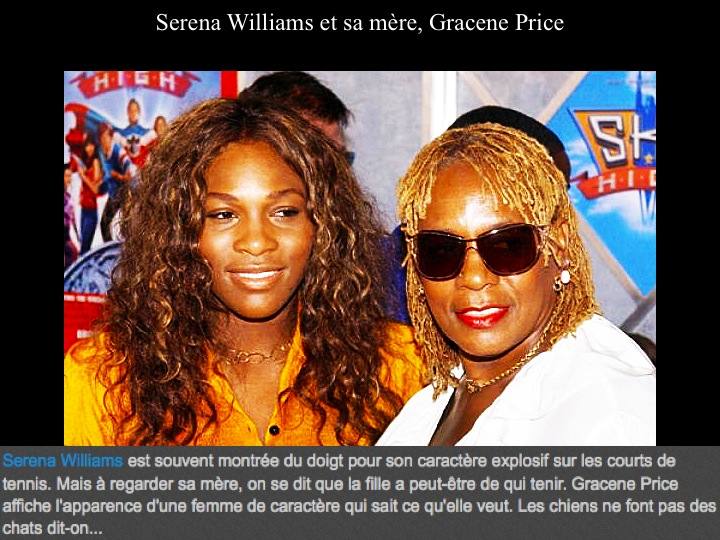 Serena Williams et sa mère, Gracene Price
HIGH
SK
HIGH
Serena Williams est souvent montrée du doigt pour son caractère explosif sur les courts de
tennis. Mais à regarder sa mère, on se dit que la fille a peut-être de qui tenir. Gracene Price
affiche l'apparence d'une femme de caractère qui sait ce qu'elle veut. Les chiens ne font pas des
chats dit-on...